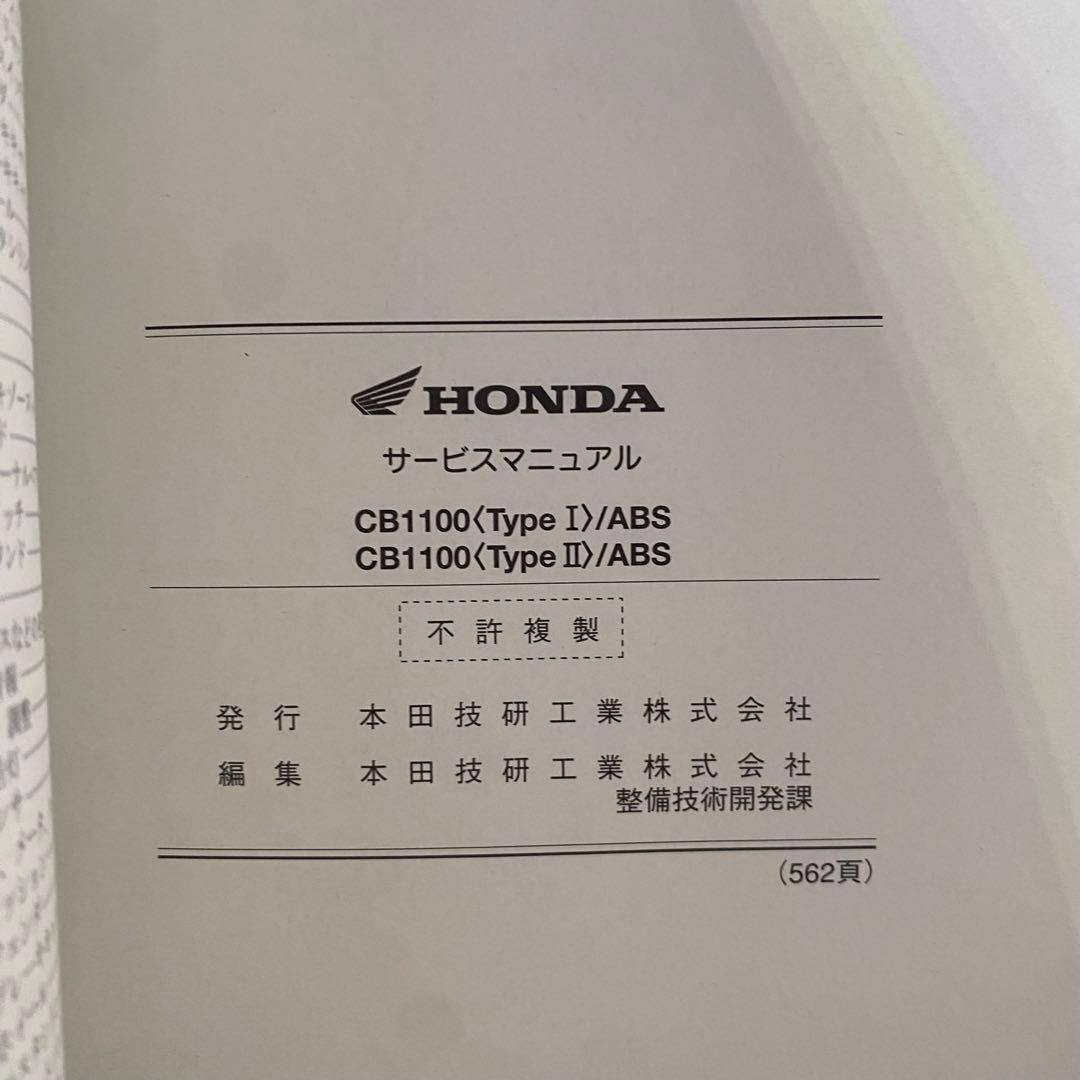 HONDA
サービスマニュアル
CB1100〈Type Ⅰ〉/ABS
CB1100〈Type Ⅱ〉/ABS
不許複製
発行 本田技研工業株式会社
編集 本田技研工業株式会社
整備技術開発課
（562頁）